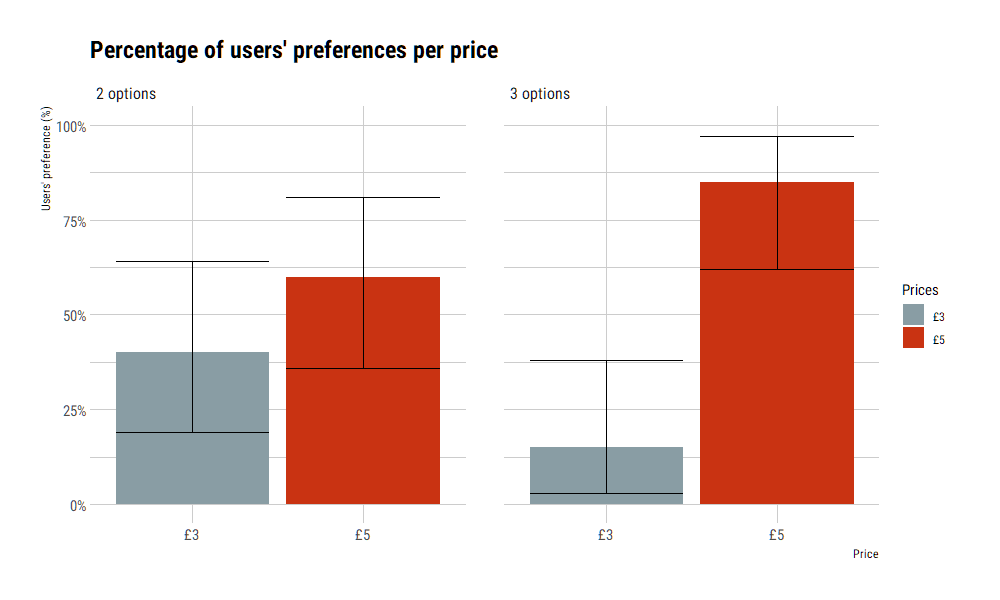 Percentage of users' preferences per price
2 options
3 options
Users' preference (%)
100%
75%
50%
25%
0%
£3
£5
£3
£5
Price
Prices
£3
£5